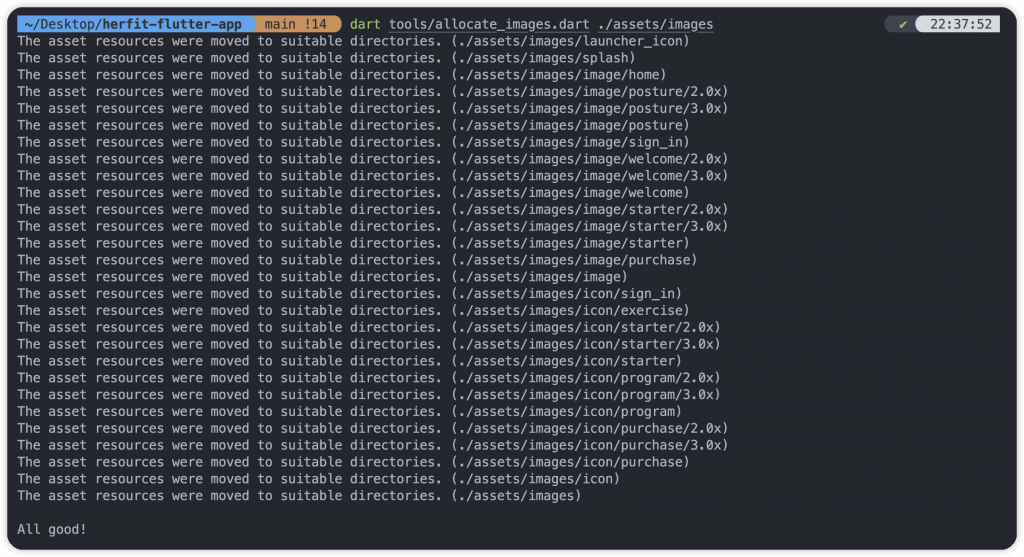 ~/Desktop/herfit-flutter-app main !14 dart tools/allocate_images.dart ./assets/images ✔ 22:37:52
The asset resources were moved to suitable directories. (./assets/images/launcher_icon)
The asset resources were moved to suitable directories. (./assets/images/splash)
The asset resources were moved to suitable directories. (./assets/images/image/home)
The asset resources were moved to suitable directories. (./assets/images/image/posture/2.0x)
The asset resources were moved to suitable directories. (./assets/images/image/posture/3.0x)
The asset resources were moved to suitable directories. (./assets/images/image/posture)
The asset resources were moved to suitable directories. (./assets/images/image/sign_in)
The asset resources were moved to suitable directories. (./assets/images/image/welcome/2.0x)
The asset resources were moved to suitable directories. (./assets/images/image/welcome/3.0x)
The asset resources were moved to suitable directories. (./assets/images/image/welcome)
The asset resources were moved to suitable directories. (./assets/images/image/starter/2.0x)
The asset resources were moved to suitable directories. (./assets/images/image/starter/3.0x)
The asset resources were moved to suitable directories. (./assets/images/image/starter)
The asset resources were moved to suitable directories. (./assets/images/image/purchase)
The asset resources were moved to suitable directories. (./assets/images/image)
The asset resources were moved to suitable directories. (./assets/images/icon/sign_in)
The asset resources were moved to suitable directories. (./assets/images/icon/exercise)
The asset resources were moved to suitable directories. (./assets/images/icon/starter/2.0x)
The asset resources were moved to suitable directories. (./assets/images/icon/starter/3.0x)
The asset resources were moved to suitable directories. (./assets/images/icon/starter)
The asset resources were moved to suitable directories. (./assets/images/icon/program/2.0x)
The asset resources were moved to suitable directories. (./assets/images/icon/program/3.0x)
The asset resources were moved to suitable directories. (./assets/images/icon/program)
The asset resources were moved to suitable directories. (./assets/images/icon/purchase/2.0x)
The asset resources were moved to suitable directories. (./assets/images/icon/purchase/3.0x)
The asset resources were moved to suitable directories. (./assets/images/icon/purchase)
The asset resources were moved to suitable directories. (./assets/images/icon)
The asset resources were moved to suitable directories. (./assets/images)
All good!